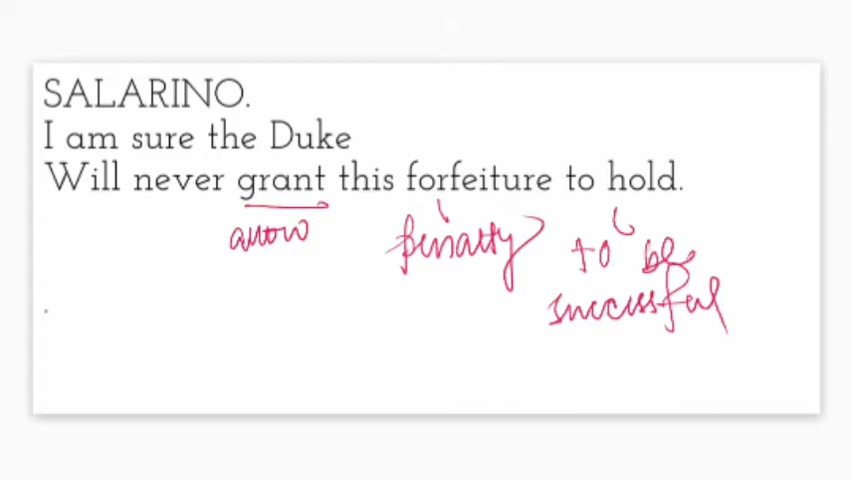 SALARINO.
I am sure the Duke
Will never grant this forfeiture to hold.
allow penalty to be
successful